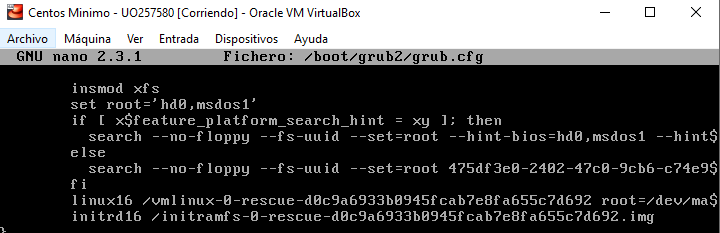 Centos Minimo - UO257580 [Corriendo] - Oracle VM VirtualBox
Archivo Máquina Ver Entrada Dispositivos Ayuda
GNU nano 2.3.1 Fichero: /boot/grub2/grub.cfg
insmod xfs
set root='hd0,msdos1'
if [ x$feature_platform_search_hint = xy ]; then
search --no-floppy --fs-uuid --set=root --hint-bios=hd0,msdos1 --hint$
else
search --no-floppy --fs-uuid --set=root 475df3e0-2402-47c0-9cb6-c74e9$
fi
linux16 /vmlinux-0-rescue-d0c9a6933b0945fcab7e8fa655c7d692 root=/dev/ma$
initrd16 /initramfs-0-rescue-d0c9a6933b0945fcab7e8fa655c7d692.img
}